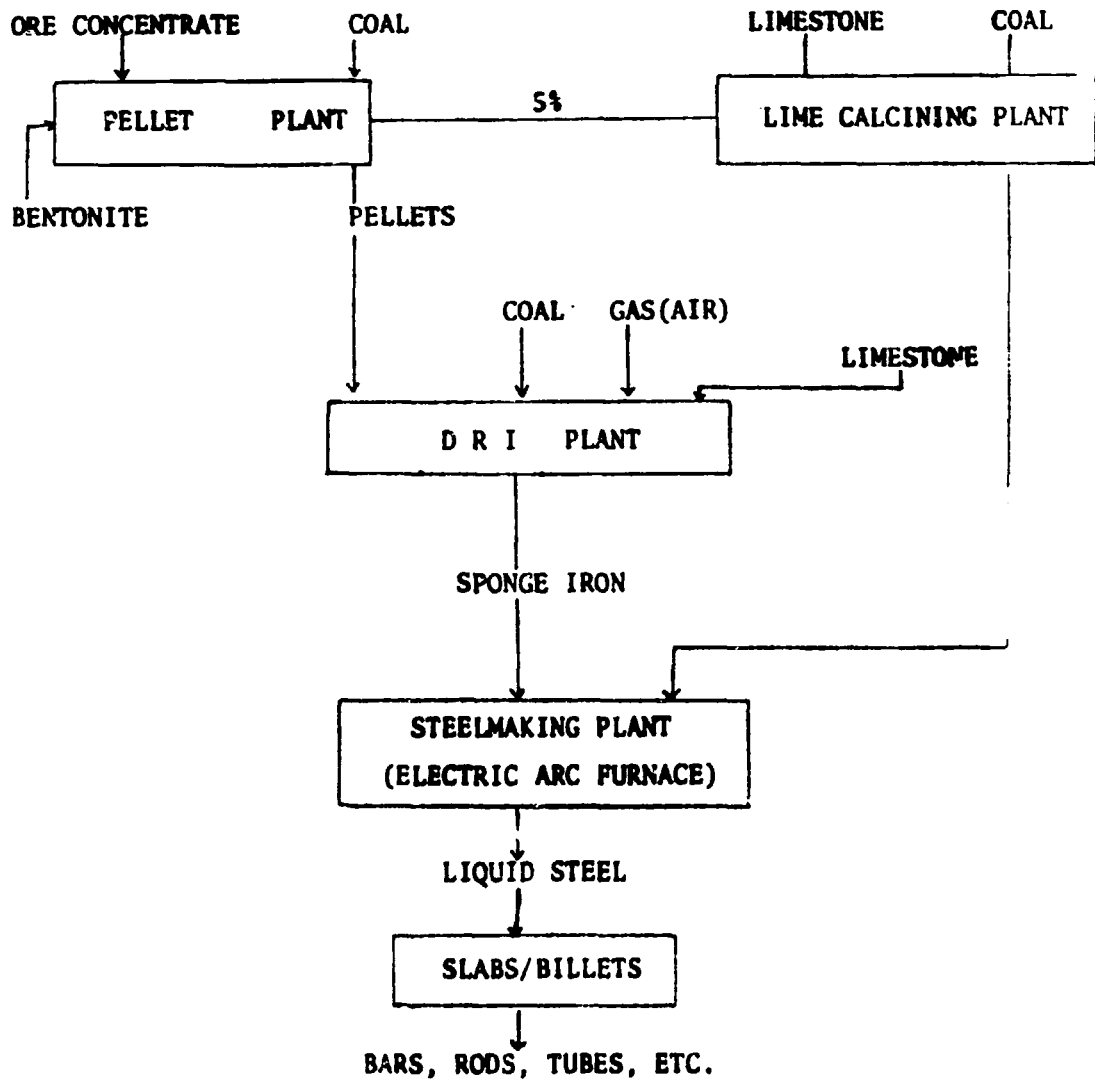 ORE CONCENTRATE COAL LIMESTONE COAL
PELLET PLANT 5% LIME CALCINING PLANT
BENTONITE PELLETS
COAL GAS(AIR)
LIMESTONE
D R I PLANT
SPONGE IRON
STEELMAKING PLANT
(ELECTRIC ARC FURNACE)
LIQUID STEEL
SLABS/BILLETS
BARS, RODS, TUBES, ETC.